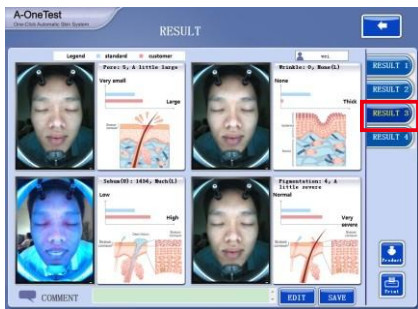 A-OneTest
One-Click Automatic Skin System
RESULT
Legend standard customer
Pore: 5, A little large
Very small
Large
Wrinkle: 0, None(L)
None
Thick
Sebum(U): 1494, Much(L)
Low
High
Pigmentation: 4, A
little severe
Normal
Very
severe
RESULT 1
RESULT 2
RESULT 3
RESULT 4
Product
Print
COMMENT
EDIT
SAVE